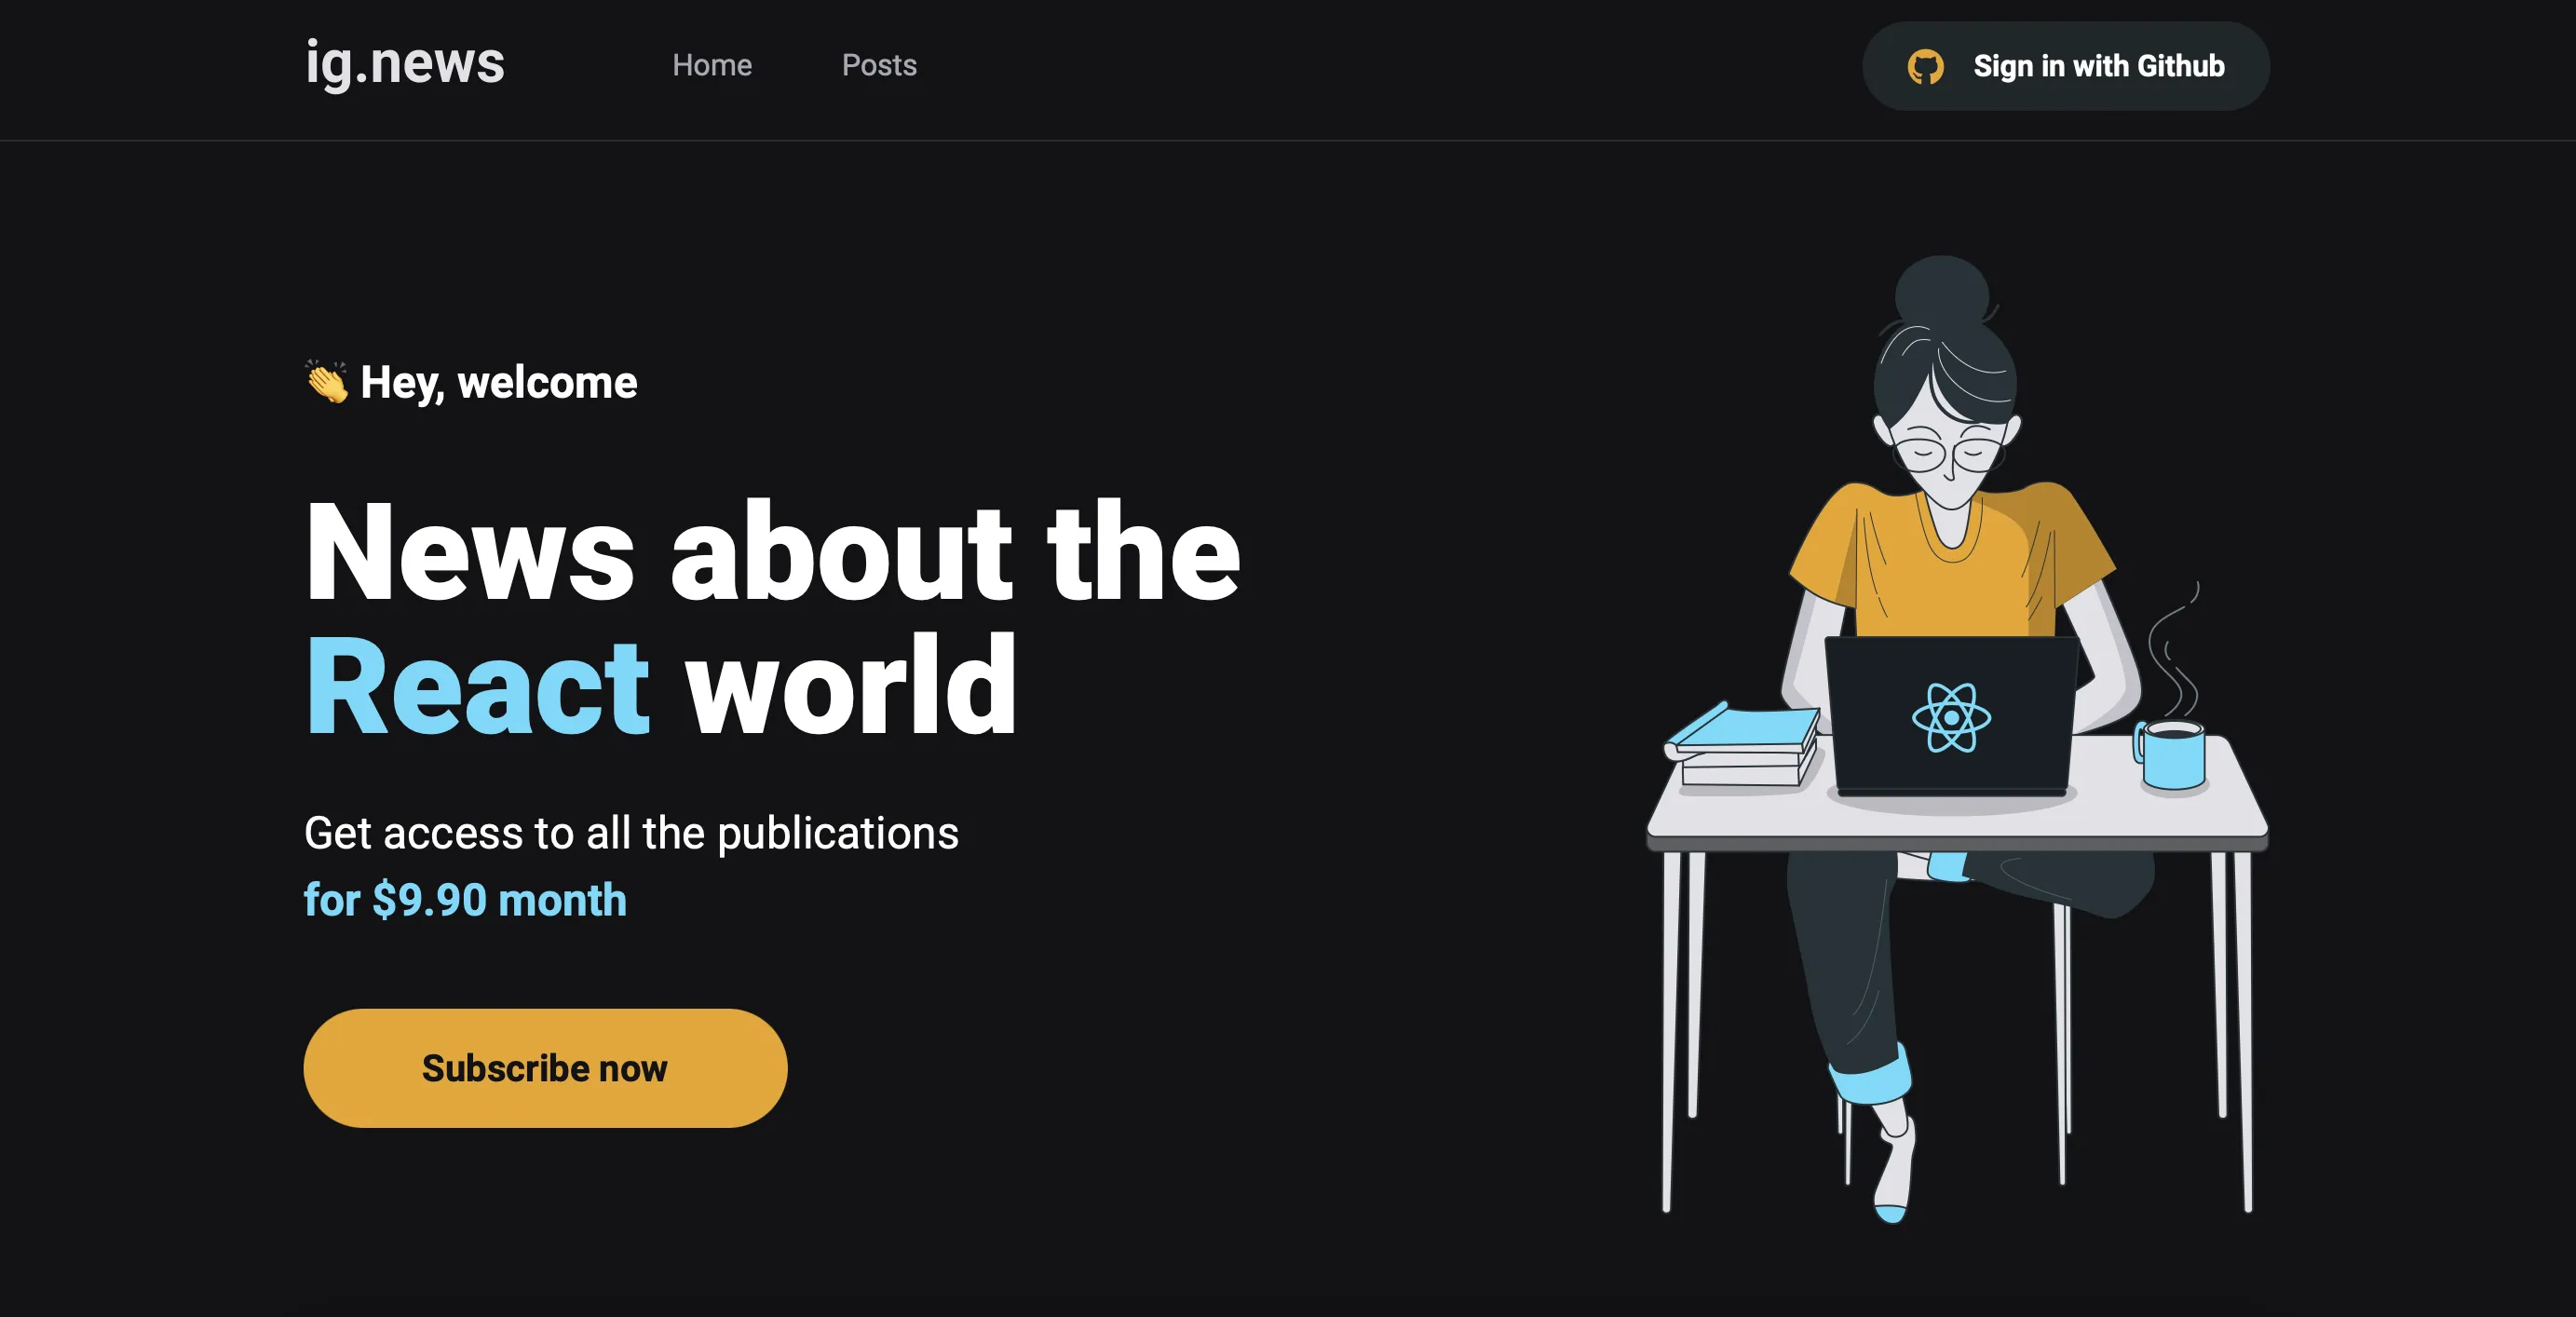 ig.news
Home
Posts
Sign in with Github
👏 Hey, welcome
News about the
React world
Get access to all the publications
for $9.90 month
Subscribe now